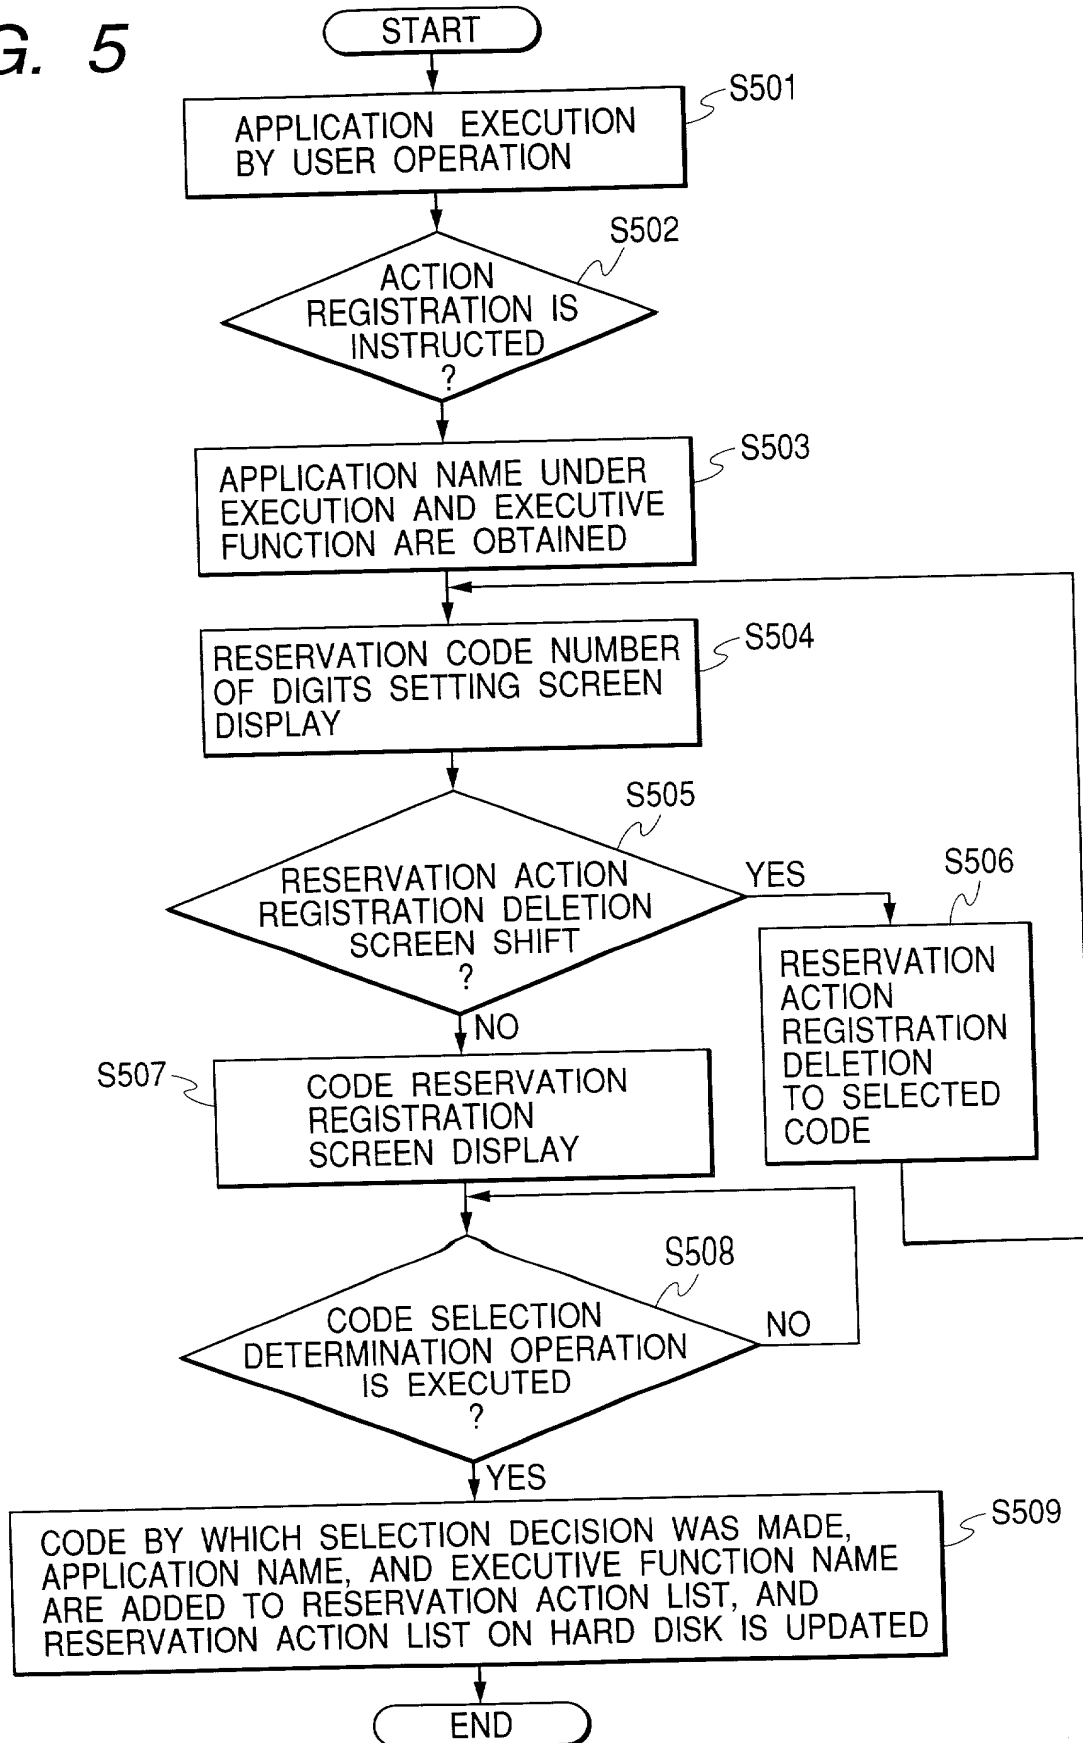 G. 5
START
S501
APPLICATION EXECUTION
BY USER OPERATION
S502
ACTION
REGISTRATION IS
INSTRUCTED
?
S503
APPLICATION NAME UNDER
EXECUTION AND EXECUTIVE
FUNCTION ARE OBTAINED
S504
RESERVATION CODE NUMBER
OF DIGITS SETTING SCREEN
DISPLAY
S505
RESERVATION ACTION
REGISTRATION DELETION
SCREEN SHIFT
?
YES
NO
S506
RESERVATION
ACTION
REGISTRATION
DELETION
TO SELECTED
CODE
S507
CODE RESERVATION
REGISTRATION
SCREEN DISPLAY
S508
CODE SELECTION
DETERMINATION OPERATION
IS EXECUTED
?
NO
YES
S509
CODE BY WHICH SELECTION DECISION WAS MADE,
APPLICATION NAME, AND EXECUTIVE FUNCTION NAME
ARE ADDED TO RESERVATION ACTION LIST, AND
RESERVATION ACTION LIST ON HARD DISK IS UPDATED
END